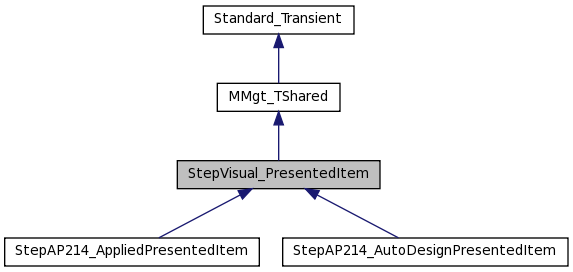 Standard_Transient
MMgt_TShared
StepVisual_PresentedItem
StepAP214_AppliedPresentedItem
StepAP214_AutoDesignPresentedItem